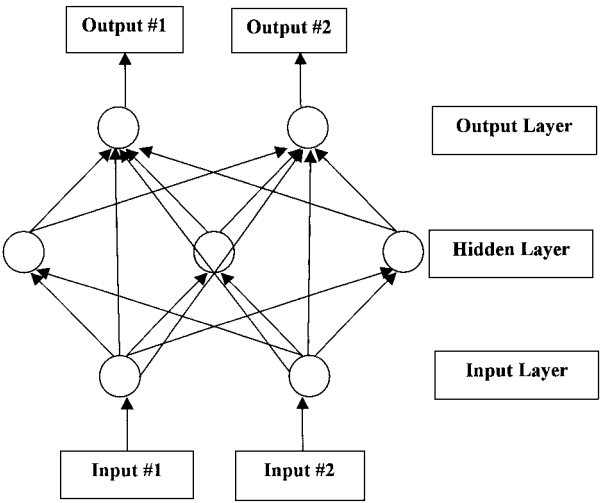 Output #1
Output #2
Output Layer
Hidden Layer
Input Layer
Input #1
Input #2